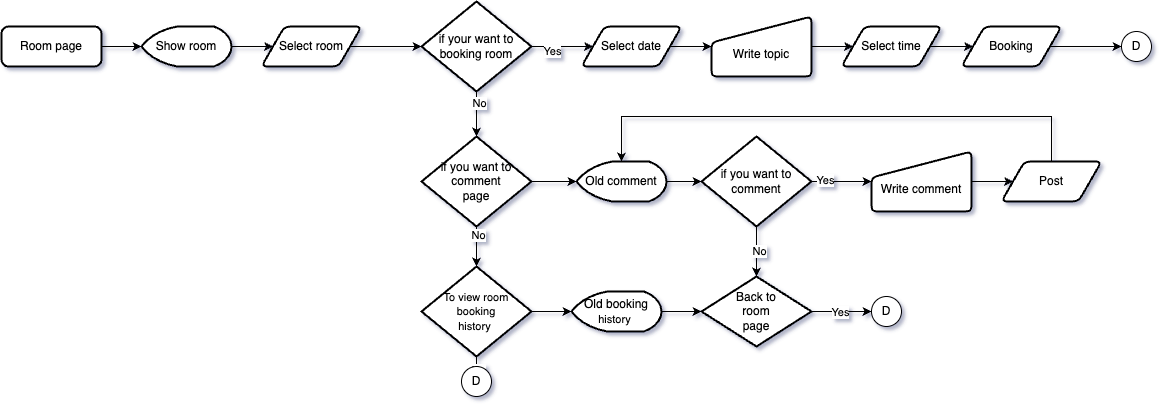 Room page
Show room
Select room
if your want to
booking room
Yes
Select date
Write topic
Select time
Booking
D
No
if you want to
comment
page
Old comment
if you want to
comment
Yes
Write comment
Post
No
No
To view room
booking
history
Old booking
history
Back to
room
page
Yes
D
D